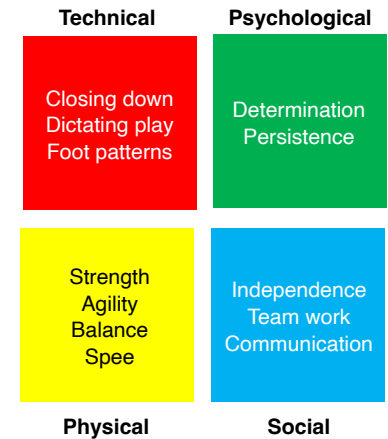 Technical
Psychological
Closing down
Dictating play
Foot patterns
Determination
Persistence
Strength
Agility
Balance
Spee
Independence
Team work
Communication
Physical
Social